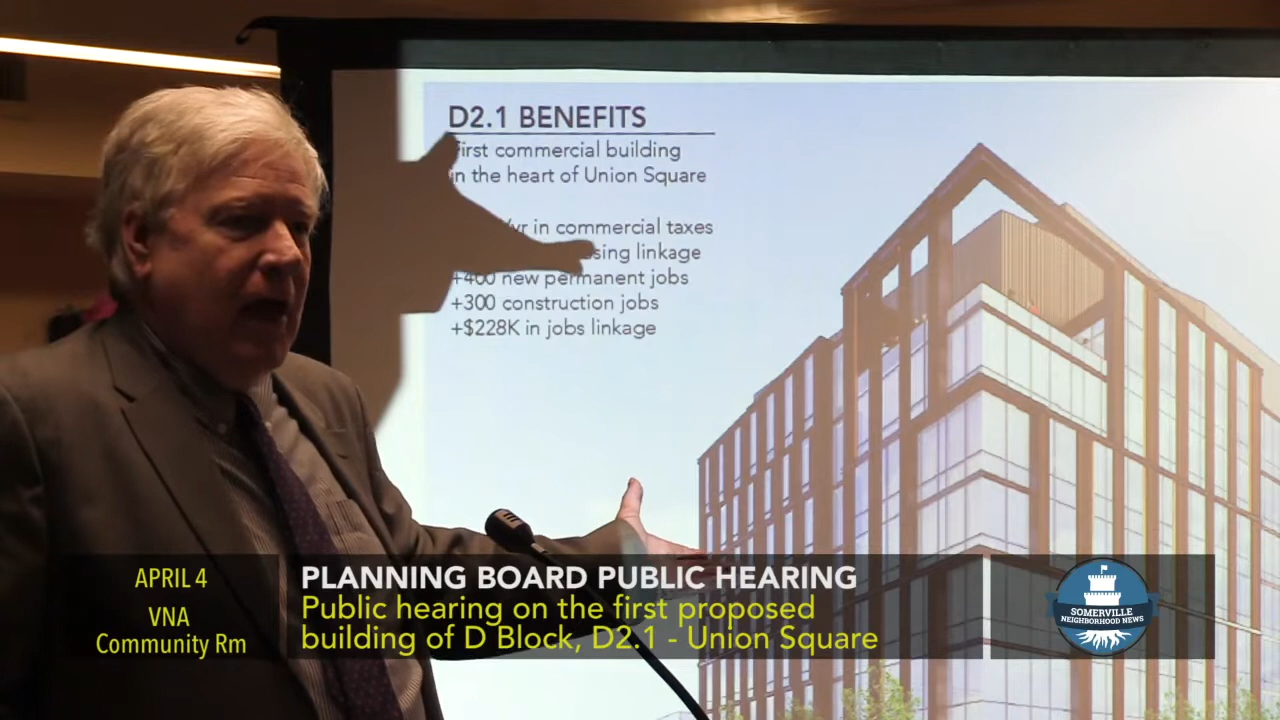 D2.1 BENEFITS
First commercial building
in the heart of Union Square
/yr in commercial taxes
sing linkage
+400 new permanent jobs
+300 construction jobs
+$228K in jobs linkage
APRIL 4
VNA
Community Rm
PLANNING BOARD PUBLIC HEARING
Public hearing on the first proposed
building of D Block, D2.1 - Union Square
SOMERVILLE
NEIGHBORHOOD NEWS